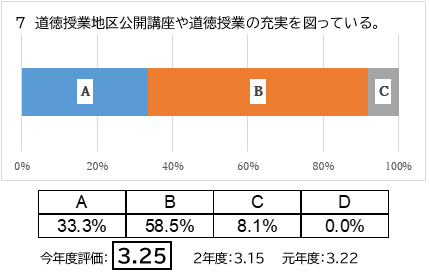 7 道徳授業地区公開講座や道徳授業の充実を図っている。
A B C
0% 20% 40% 60% 80% 100%
A B C D
33.3% 58.5% 8.1% 0.0%
今年度評価： 3.25 2年度：3.15 元年度：3.22